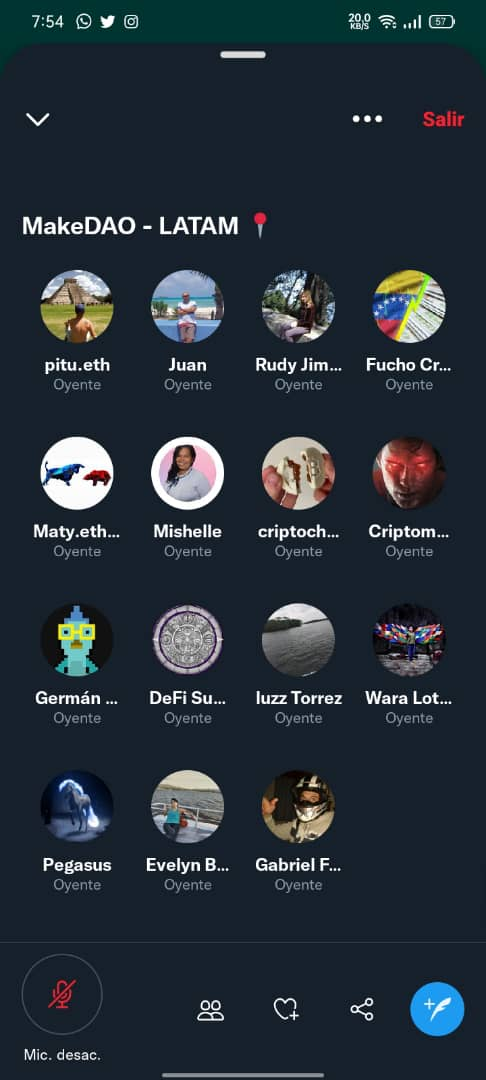 7:54
20.0
KB/S
57
Salir
MakeDAO - LATAM
pitu.eth
Juan
Rudy Jim...
Fucho Cr...
Oyente
Oyente
Oyente
Oyente
Maty.eth...
Mishelle
criptoch...
Criptom...
Oyente
Oyente
Oyente
Oyente
Germán ...
DeFi Su...
luzz Torrez
Wara Lot...
Oyente
Oyente
Oyente
Oyente
Pegasus
Evelyn B...
Gabriel F...
Oyente
Oyente
Oyente
Mic. desac.